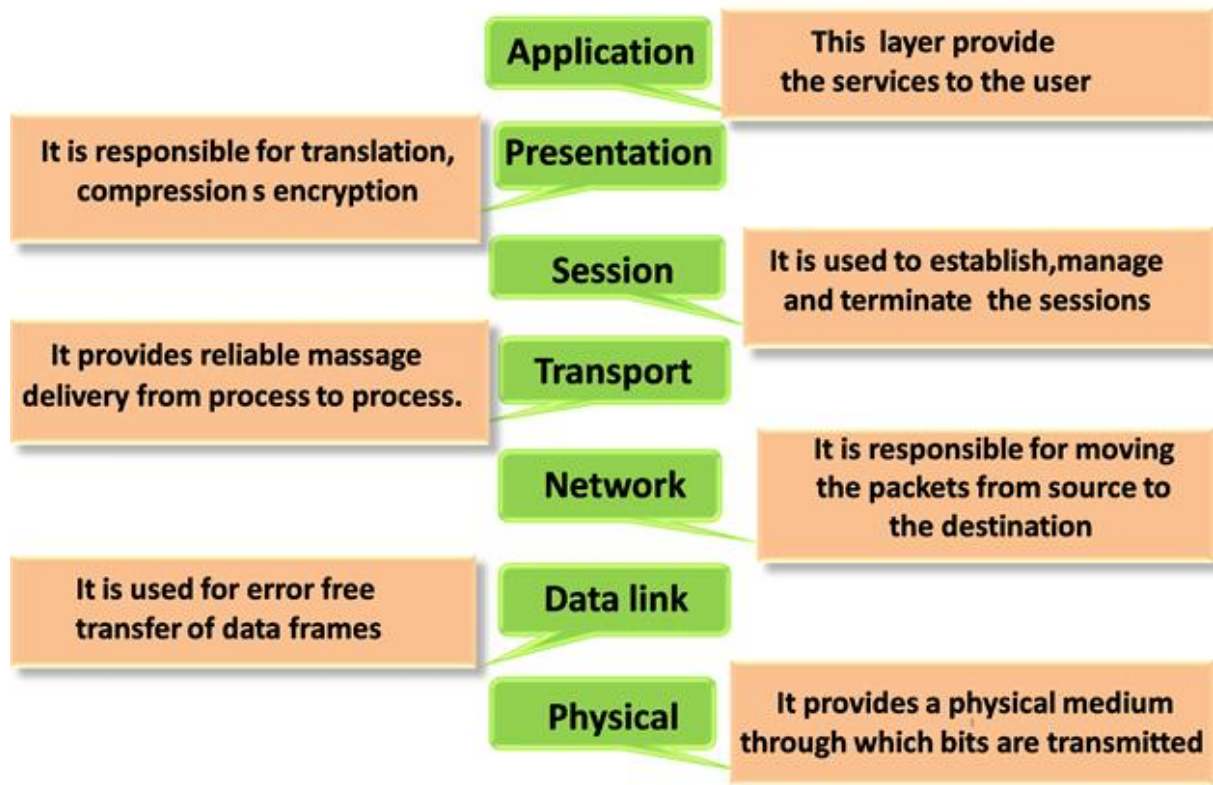 Application
This layer provide
the services to the user
Presentation
It is responsible for translation,
compression s encryption
Session
It is used to establish,manage
and terminate the sessions
Transport
It provides reliable massage
delivery from process to process.
Network
It is responsible for moving
the packets from source to
the destination
Data link
It is used for error free
transfer of data frames
Physical
It provides a physical medium
through which bits are transmitted